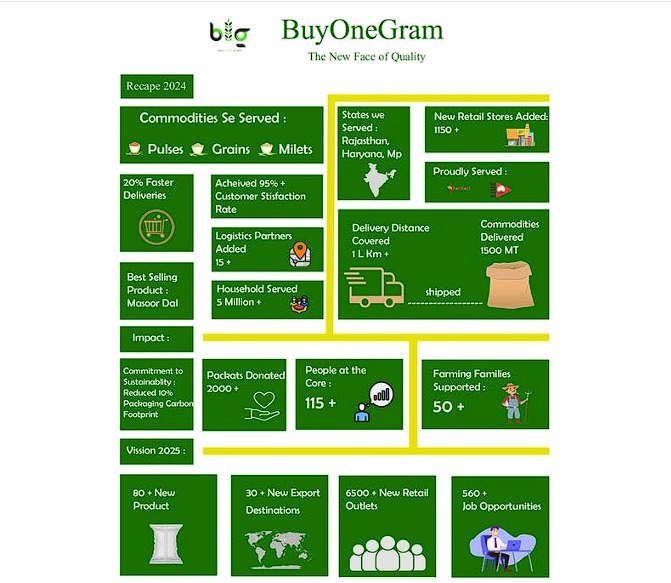 big
BuyOneGram
The New Face of Quality
Recape 2024
Commodities Se Served :
Pulses
Grains
Milets
States we
Served :
Rajasthan,
Haryana, Mp
New Retail Stores Added:
1150 +
Proudly Served :
20% Faster
Deliveries
Acheived 95% +
Customer Stisfaction
Rate
Logistics Partners
Added
15 +
Household Served
5 Million +
Best Selling
Product :
Masoor Dal
Delivery Distance
Covered
1 L Km +
Commodities
Delivered
1500 MT
shipped
Impact :
Commitment to
Sustainablity :
Reduced 10%
Packaging Carbon
Footprint
Packats Donated
2000 +
People at the
Core :
115 +
Farming Families
Supported :
50 +
Vission 2025 :
80 + New
Product
30 + New Export
Destinations
6500 + New Retail
Outlets
560 +
Job Opportunities